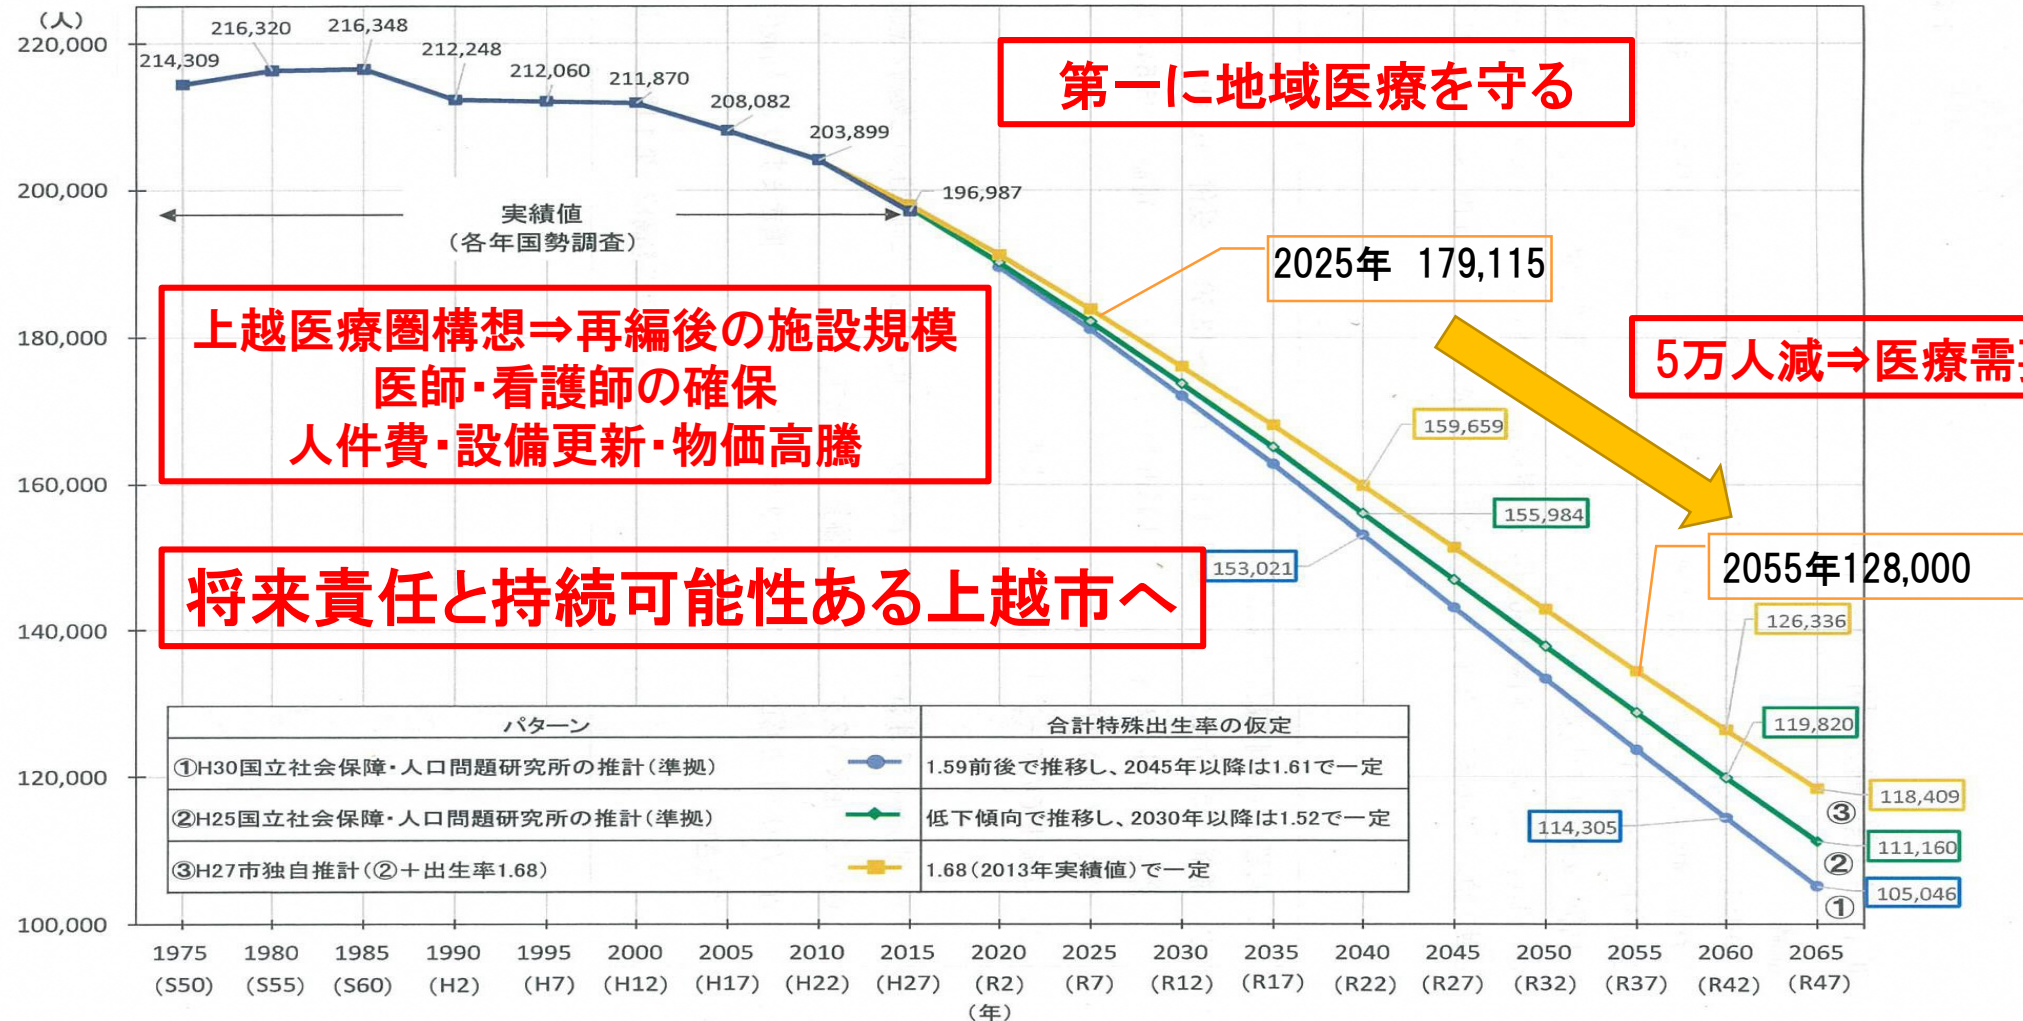 (人)
220,000
200,000
180,000
160,000
140,000
120,000
100,000
214,309
216,320
216,348
212,248
212,060
211,870
208,082
203,899
196,987
第一に地域医療を守る
実績値
(各年国勢調査)
2025年 179,115
上越医療圏構想⇒再編後の施設規模
医師・看護師の確保
人件費・設備更新・物価高騰
5万人減⇒医療需
159,659
155,984
153,021
2055年128,000
将来責任と持続可能性ある上越市へ
126,336
119,820
114,305
118,409
111,160
105,046
③
②
①
パターン 合計特殊出生率の仮定
①H30国立社会保障・人口問題研究所の推計(準拠) 1.59前後で推移し、2045年以降は1.61で一定
②H25国立社会保障・人口問題研究所の推計(準拠) 低下傾向で推移し、2030年以降は1.52で一定
③H27市独自推計(②+出生率1.68) 1.68(2013年実績値)で一定
1975 1980 1985 1990 1995 2000 2005 2010 2015 2020 2025 2030 2035 2040 2045 2050 2055 2060 2065
(S50) (S55) (S60) (H2) (H7) (H12) (H17) (H22) (H27) (R2) (R7) (R12) (R17) (R22) (R27) (R32) (R37) (R42) (R47)
(年)